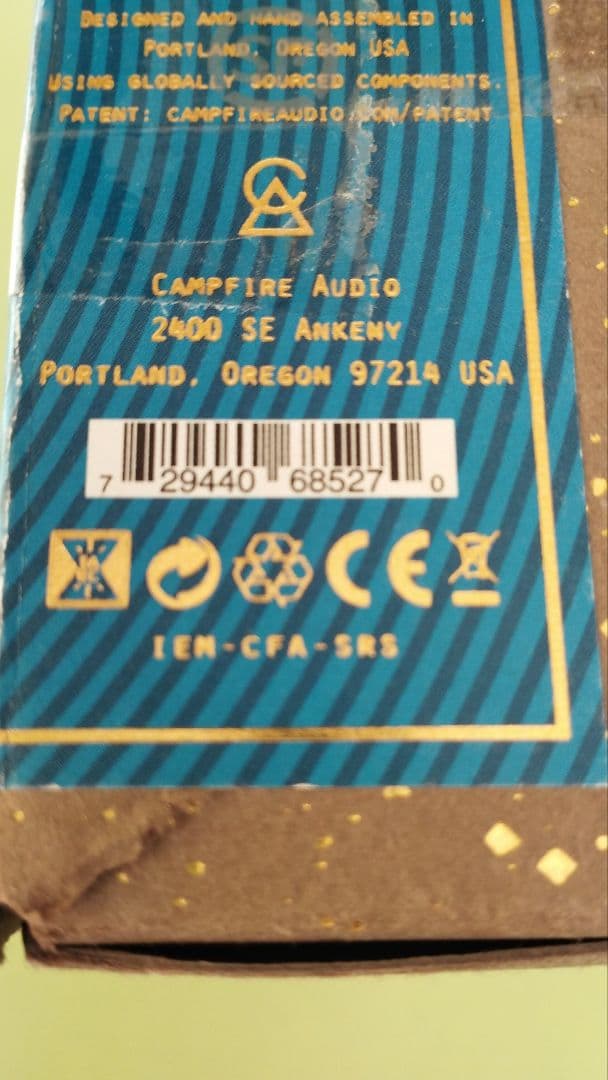 DESIGNED AND HAND ASSEMBLED IN
PORTLAND, OREGON USA
USING GLOBALLY SOURCED COMPONENTS.
PATENT: CAMPFIREAUDIO.COM/PATENT
CAMPFIRE AUDIO
2400 SE ANKENY
PORTLAND, OREGON 97214 USA
7 29440 68527 0
CE
IEM-CFA-SRS